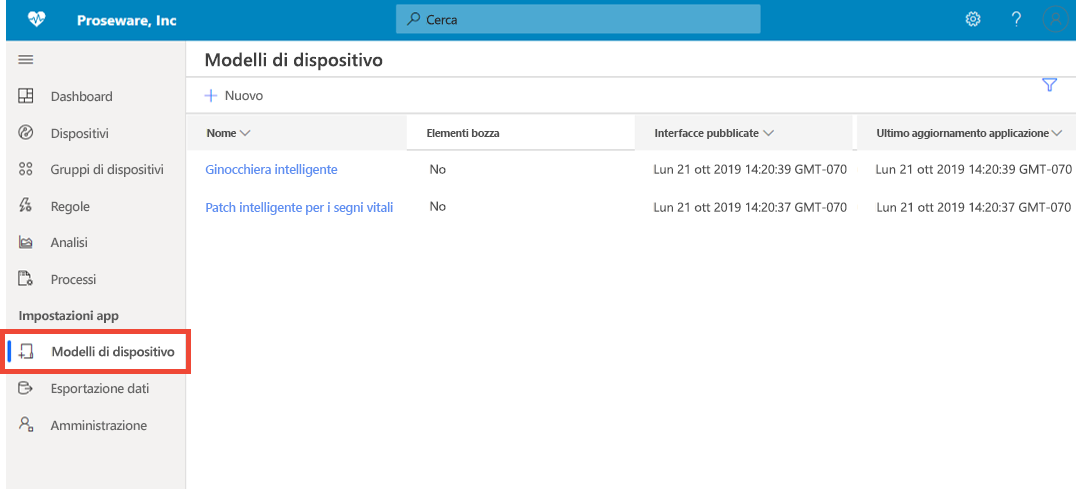 Proseware, Inc
Cerca
?
Modelli di dispositivo
Nuovo
Nome
Elementi bozza
Interfacce pubblicate
Ultimo aggiornamento applicazione
Ginocchiera intelligente
No
Lun 21 ott 2019 14:20:39 GMT-070
Lun 21 ott 2019 14:20:39 GMT-070
Patch intelligente per i segni vitali
No
Lun 21 ott 2019 14:20:37 GMT-070
Lun 21 ott 2019 14:20:37 GMT-070
Dashboard
Dispositivi
Gruppi di dispositivi
Regole
Analisi
Processi
Impostazioni app
Modelli di dispositivo
Esportazione dati
Amministrazione